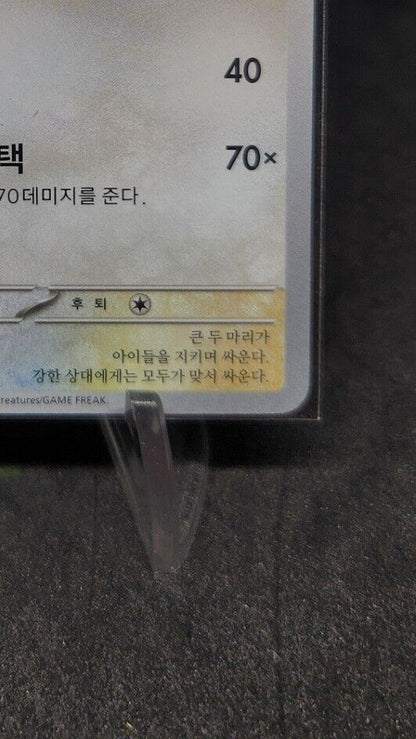 40
택 70×
70데미지를 준다.
후 퇴
큰 두 마리가
아이들을 지키며 싸운다.
강한 상대에게는 모두가 맞서 싸운다.
reatures/GAME FREAK.